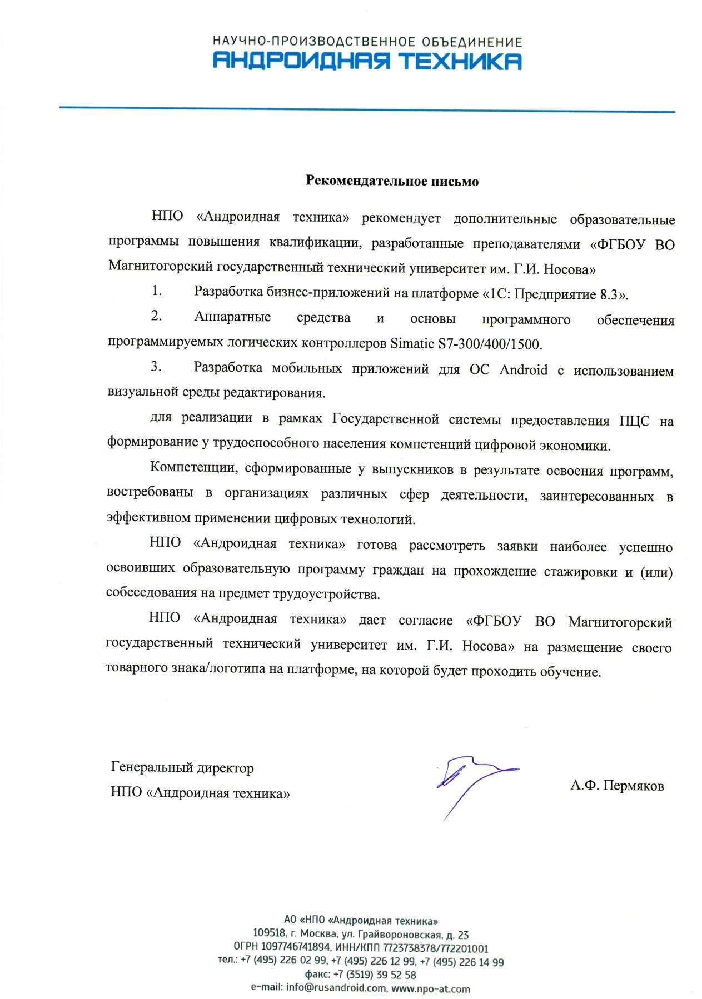 НАУЧНО-ПРОИЗВОДСТВЕННОЕ ОБЪЕДИНЕНИЕ
АНДРОИДНАЯ ТЕХНИКА
Рекомендательное письмо
НПО «Андроидная техника» рекомендует дополнительные образовательные
программы повышения квалификации, разработанные преподавателями «ФГБОУ ВО
Магнитогорский государственный технический университет им. Г.И. Носова»
1. Разработка бизнес-приложений на платформе «1С: Предприятие 8.3».
2. Аппаратные средства и основы программного обеспечения
программируемых логических контроллеров Simatic S7-300/400/1500.
3. Разработка мобильных приложений для ОС Android с использованием
визуальной среды редактирования.
для реализации в рамках Государственной системы предоставления ПЦС на
формирование у трудоспособного населения компетенций цифровой экономики.
Компетенции, сформированные у выпускников в результате освоения программ,
востребованы в организациях различных сфер деятельности, заинтересованных в
эффективном применении цифровых технологий.
НПО «Андроидная техника» готова рассмотреть заявки наиболее успешно
освоивших образовательную программу граждан на прохождение стажировки и (или)
собеседования на предмет трудоустройства.
НПО «Андроидная техника» дает согласие «ФГБОУ ВО Магнитогорский
государственный технический университет им. Г.И. Носова» на размещение своего
товарного знака/логотипа на платформе, на которой будет проходить обучение.
Генеральный директор
НПО «Андроидная техника»
А.Ф. Пермяков
АО «НПО «Андроидная техника»
109518, г. Москва, ул. Грайвороновская, д. 23
ОГРН 1097746741894, ИНН/КПП 7723738378/772201001
тел.: +7 (495) 226 02 99, +7 (495) 226 12 99, +7 (495) 226 14 99
факс: +7 (3519) 39 52 58
e-mail: info@rusandroid.com, www.npo-at.com